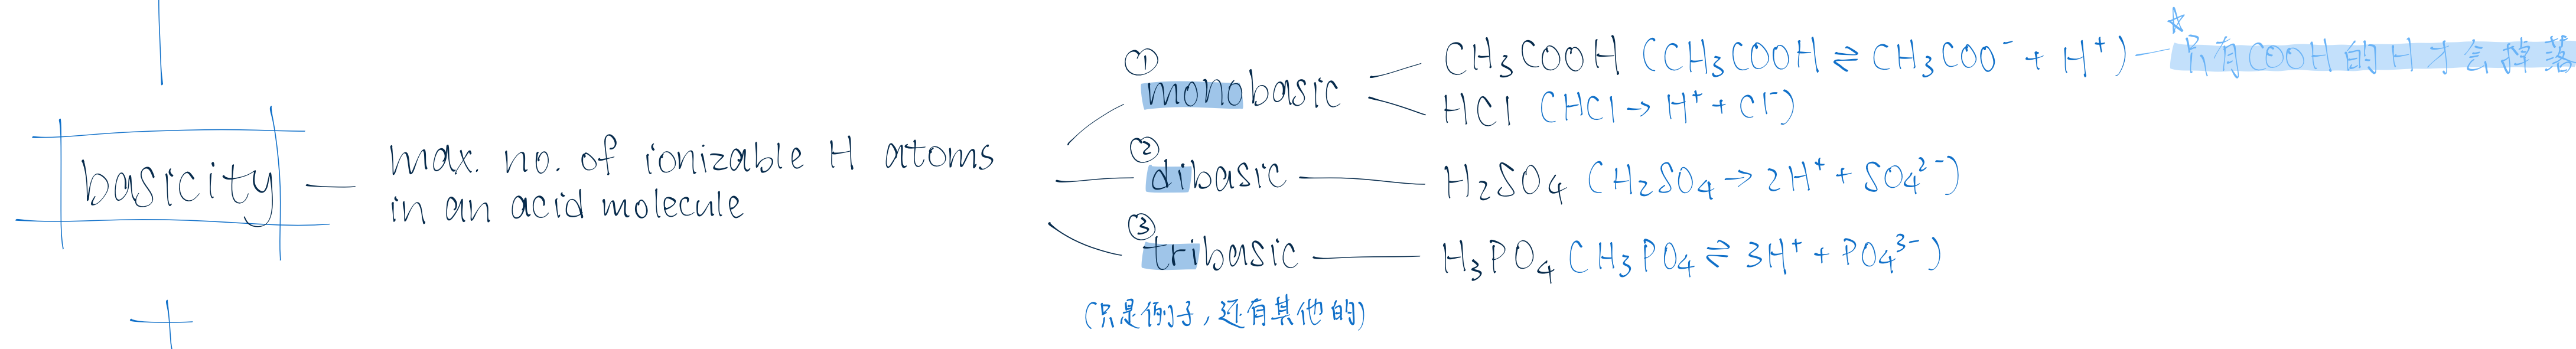 basicity
max. no. of ionizable H atoms
in an acid molecule
① monobasic
CH₃COOH (CH₃COOH ⇌ CH₃COO⁻ + H⁺) — ☆只有COOH的H才会掉落
HCl (HCl → H⁺ + Cl⁻)
② dibasic
H₂SO₄ (H₂SO₄ → 2H⁺ + SO₄²⁻)
③ tribasic
H₃PO₄ (H₃PO₄ ⇌ 3H⁺ + PO₄³⁻)
(只是例子,还有其他的)